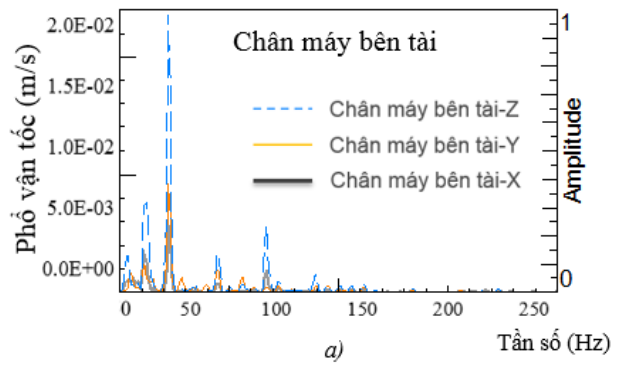 Chân máy bên tài
Chân máy bên tài-Z
Chân máy bên tài-Y
Chân máy bên tài-X
Phổ vận tốc (m/s)
2.0E-02
1.5E-02
1.0E-02
5.0E-03
0.0E+00
1
Amplitude
0
0 50 100 150 200 250
Tần số (Hz)
a)